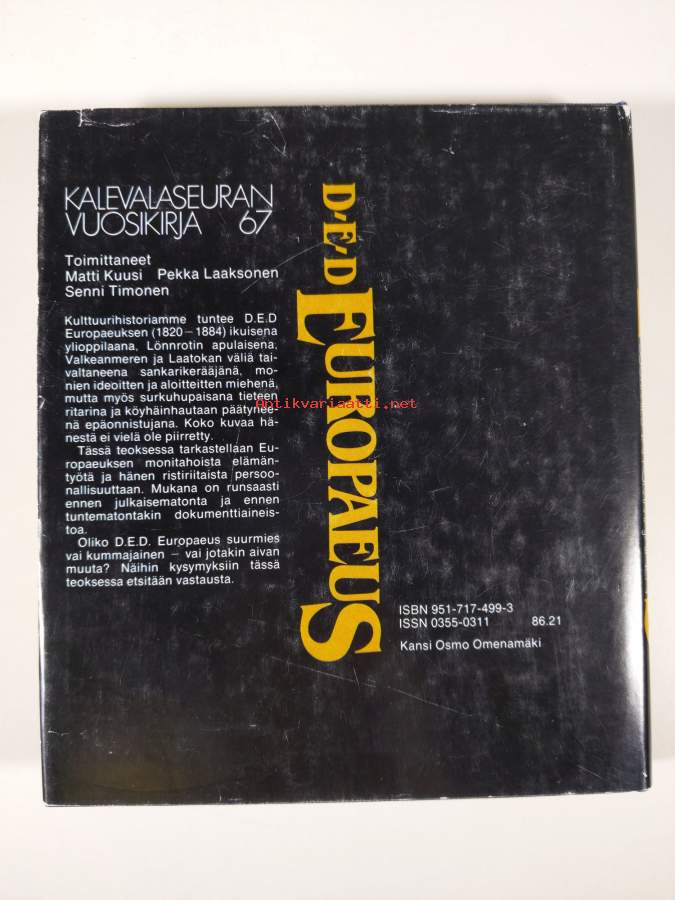 KALEVALASEURAN
VUOSIKIRJA 67
Toimittaneet
Matti Kuusi Pekka Laaksonen
Senni Timonen
Kulttuurihistoriamme tuntee D.E.D
Europaeuksen (1820–1884) ikuisena
ylioppilaana, Lönnrotin apulaisena,
Valkeanmeren ja Laatokan väliä tai-
valtaneena sankarikerääjänä, mo-
nien ideoitten ja aloitteitten miehenä,
mutta myös surkuhupaisana tieteen
ritarina ja köyhäinhautaan päätynee-
nä epäonnistujana. Koko kuvaa hä-
nestä ei vielä ole piirretty.
Tässä teoksessa tarkastellaan Eu-
ropaeuksen monitahoista elämän-
työtä ja hänen ristiriitaista persoo-
nallisuuttaan. Mukana on runsaasti
ennen julkaisematonta ja ennen
tuntematontakin dokumenttiaineis-
toa.
Oliko D.E.D. Europaeus suurmies
vai kummajainen – vai jotakin aivan
muuta? Näihin kysymyksiin tässä
teoksessa etsitään vastausta.
D·E·D EUROPAEUS
Antikvariaatti.net
ISBN 951-717-499-3
ISSN 0355-0311 86.21
Kansi Osmo Omenamäki